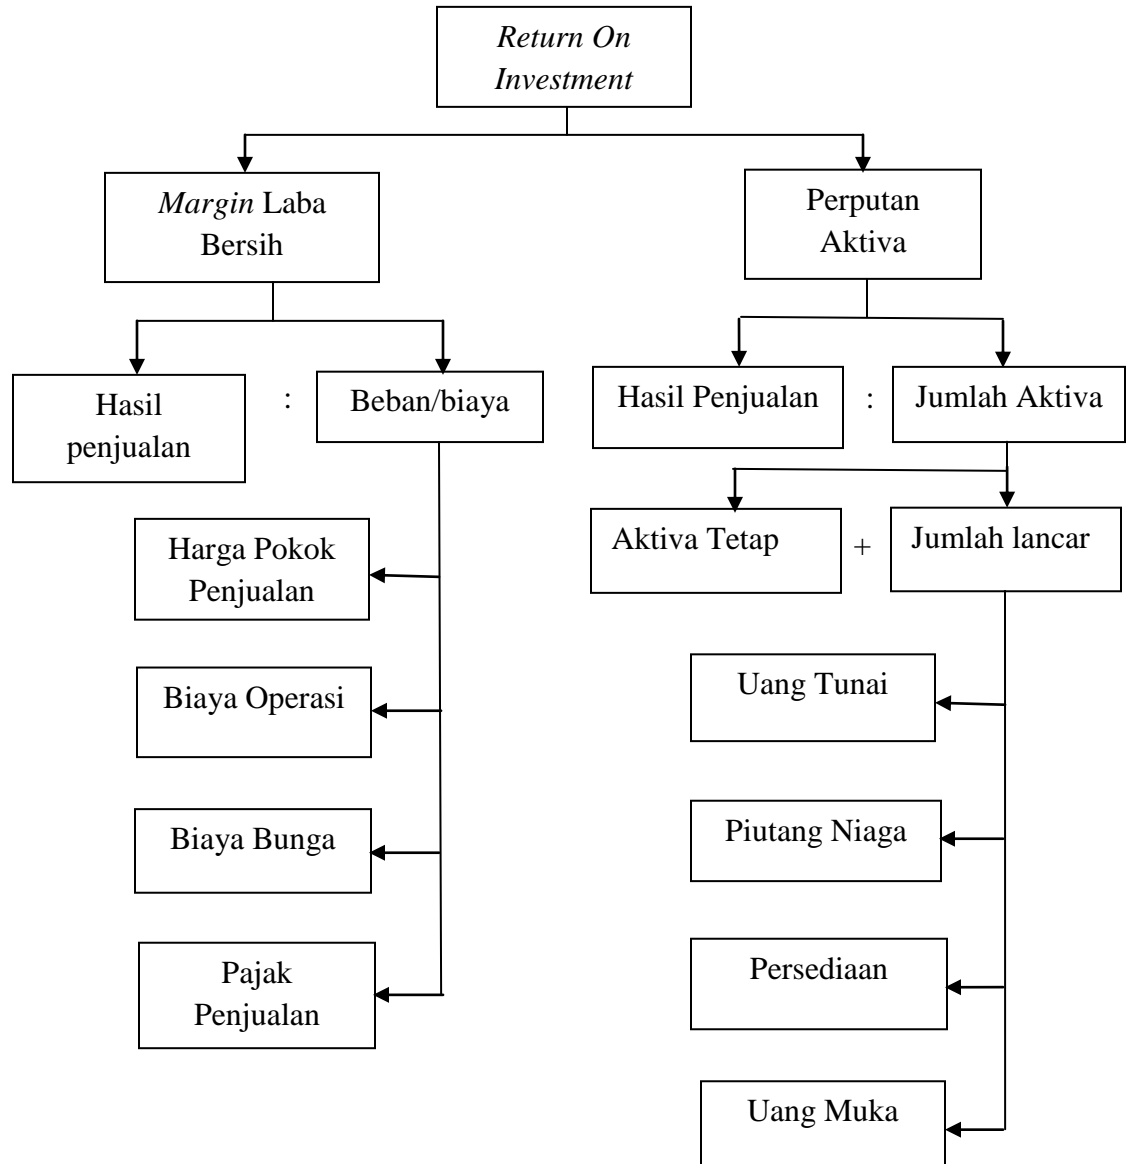 Return On
Investment
Margin Laba
Bersih
Perputan
Aktiva
Hasil
penjualan
:
Beban/biaya
Hasil Penjualan
:
Jumlah Aktiva
Harga Pokok
Penjualan
Aktiva Tetap
+
Jumlah lancar
Biaya Operasi
Uang Tunai
Biaya Bunga
Piutang Niaga
Pajak
Penjualan
Persediaan
Uang Muka